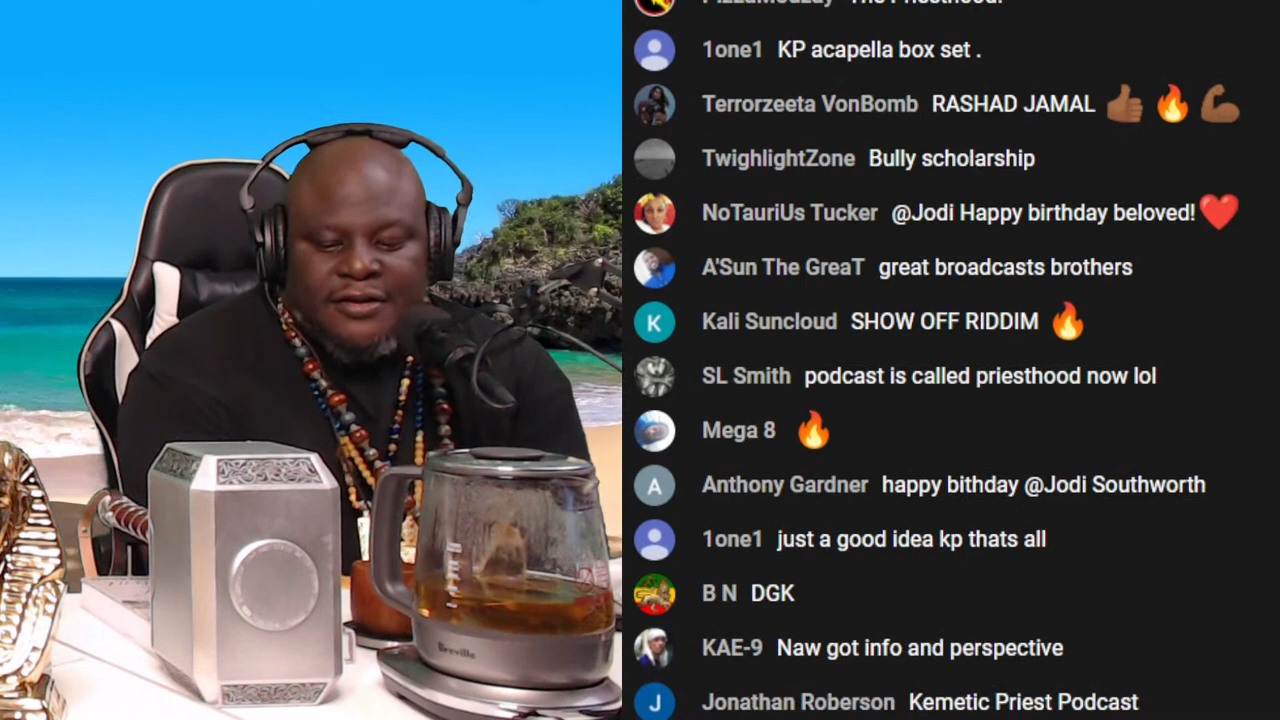 The Priesthood!
1one1 KP acapella box set .
Terrorzeeta VonBomb RASHAD JAMAL 👍🏾 🔥 💪🏾
TwighlightZone Bully scholarship
NoTauriUs Tucker @Jodi Happy birthday beloved! ❤️
A'Sun The GreaT great broadcasts brothers
K Kali Suncloud SHOW OFF RIDDIM 🔥
SL Smith podcast is called priesthood now lol
Mega 8 🔥
A Anthony Gardner happy bithday @Jodi Southworth
1one1 just a good idea kp thats all
B N DGK
KAE-9 Naw got info and perspective
J Jonathan Roberson Kemetic Priest Podcast
Breville